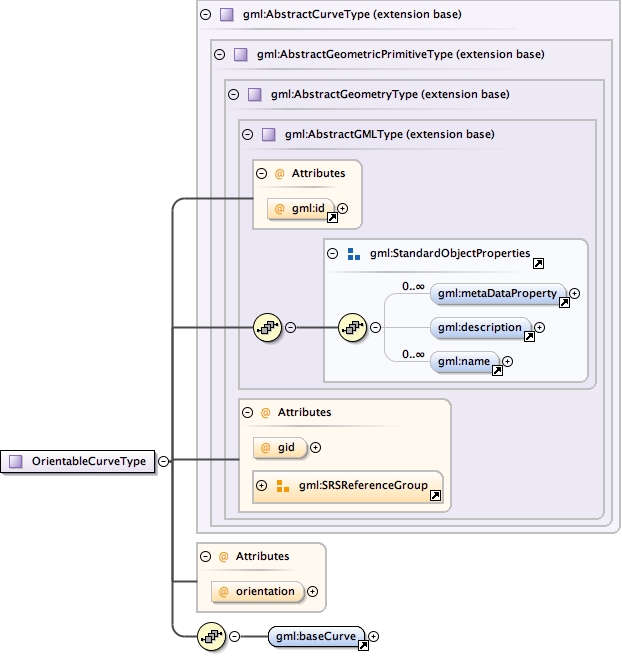 gml:AbstractCurveType (extension base)
gml:AbstractGeometricPrimitiveType (extension base)
gml:AbstractGeometryType (extension base)
gml:AbstractGMLType (extension base)
@ Attributes
@ gml:id
gml:StandardObjectProperties
0..∞
gml:metaDataProperty
gml:description
0..∞
gml:name
@ Attributes
@ gid
gml:SRSReferenceGroup
OrientableCurveType
@ Attributes
@ orientation
gml:baseCurve